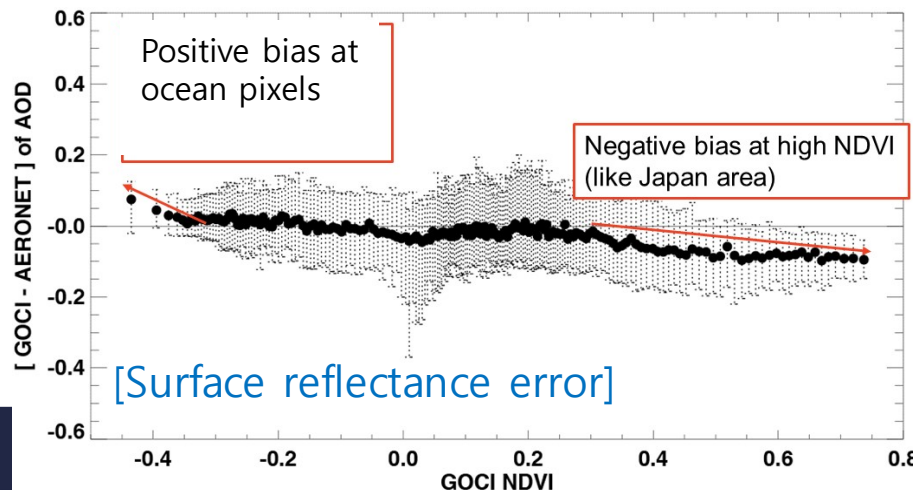 0.6
0.4
0.2
-0.0
-0.2
-0.4
-0.6
[ GOCI - AERONET ] of AOD
Positive bias at
ocean pixels
Negative bias at high NDVI
(like Japan area)
[Surface reflectance error]
-0.4 -0.2 0.0 0.2 0.4 0.6 0.8
GOCI NDVI